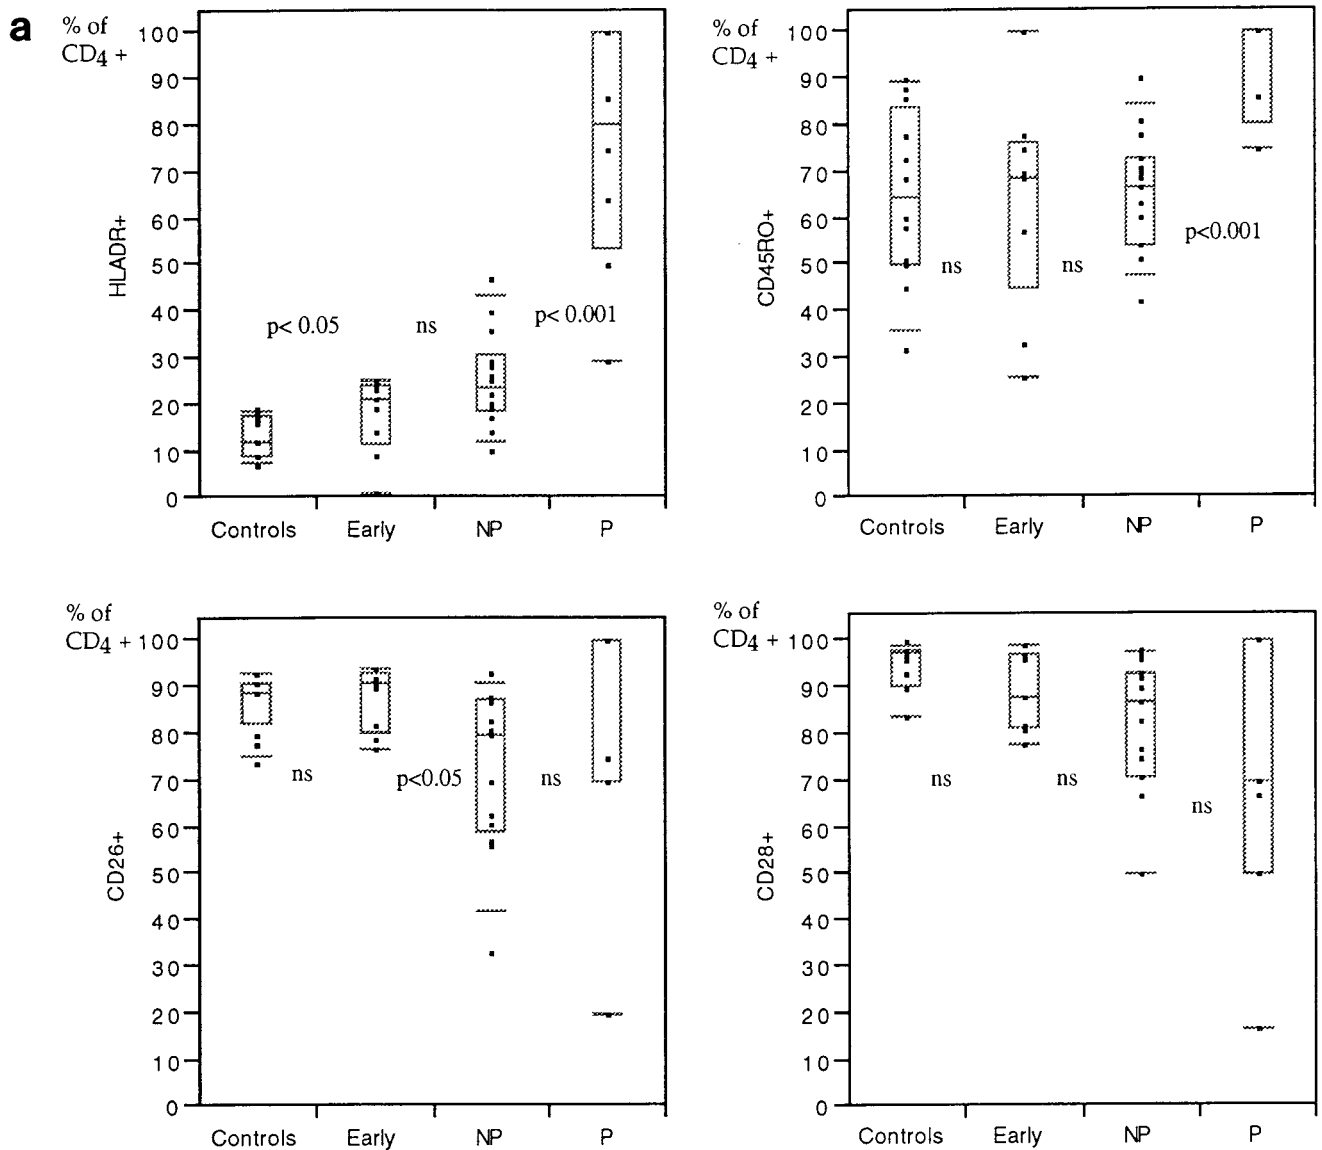 a
% of
CD4 +
100
90
80
70
60
50
40
30
20
10
0
HLADR+
p< 0.05
ns
p< 0.001
Controls Early NP P
% of
CD4 +
100
90
80
70
60
50
40
30
20
10
0
CD45RO+
ns
ns
p<0.001
Controls Early NP P
% of
CD4 + 100
90
80
70
60
50
40
30
20
10
0
CD26+
ns
p<0.05
ns
Controls Early NP P
% of
CD4 + 100
90
80
70
60
50
40
30
20
10
0
CD28+
ns
ns
ns
Controls Early NP P